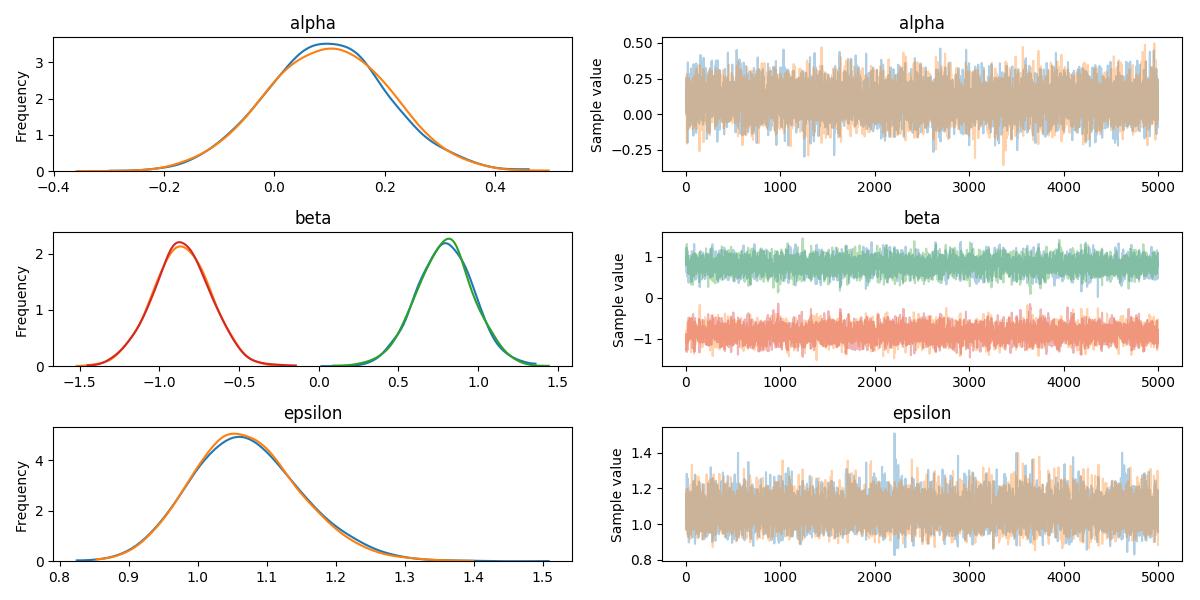 alpha
Frequency
3
2
1
0
−0.4 −0.2 0.0 0.2 0.4
alpha
Sample value
0.50
0.25
0.00
−0.25
0 1000 2000 3000 4000 5000
beta
Frequency
2
1
0
−1.5 −1.0 −0.5 0.0 0.5 1.0 1.5
beta
Sample value
1
0
−1
0 1000 2000 3000 4000 5000
epsilon
Frequency
4
2
0
0.8 0.9 1.0 1.1 1.2 1.3 1.4 1.5
epsilon
Sample value
1.4
1.2
1.0
0.8
0 1000 2000 3000 4000 5000